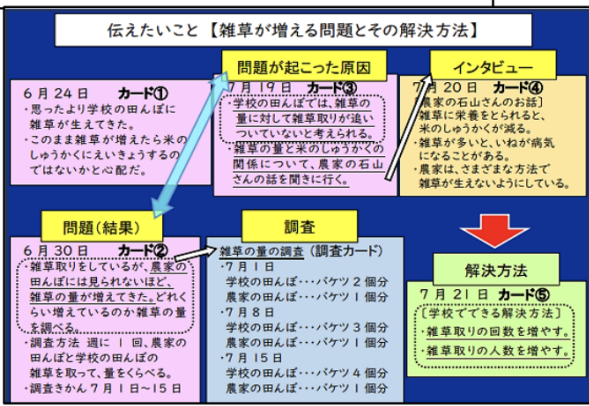 伝えたいこと【雑草が増える問題とその解決方法】
6月24日 カード①
・思ったより学校の田んぼに
雑草が生えてきた。
・このまま雑草が増えたら米の
しゅうかくにえいきょうするの
ではないかと心配だ。
問題が起こった原因
7月19日 カード③
・学校の田んぼでは、雑草の
量に対して雑草取りが追い
ついていないと考えられる。
・雑草の量と米のしゅうかくの
関係について、農家の石山
さんの話を聞きに行く。
インタビュー
7月20日 カード④
[農家の石山さんのお話]
雑草に栄養をとられると、
米のしゅうかくが減る。
・雑草が多いと、いねが病気
になることがある。
・農家は、さまざまな方法で
雑草が生えないようにしている。
問題(結果)
6月30日 カード②
・雑草取りをしているが、農家の
田んぼには見られないほど、
雑草の量が増えてきた。どれく
らい増えているのか雑草の量
を調べる。
・調査方法 週に1回、農家の
田んぼと学校の田んぼの
雑草を取って、量をくらべる。
・調査きかん7月1日~15日
調査
雑草の量の調査(調査カード)
・7月1日
学校の田んぼ・・・バケツ2個分
農家の田んぼ・・・バケツ1個分
・7月8日
学校の田んぼ・・・バケツ3個分
農家の田んぼ・・・バケツ1個分
・7月15日
学校の田んぼ・・・バケツ4個分
農家の田んぼ・・・バケツ1個分
解決方法
7月21日 カード⑤
[学校でできる解決方法]
・雑草取りの回数を増やす。
・雑草取りの人数を増やす。